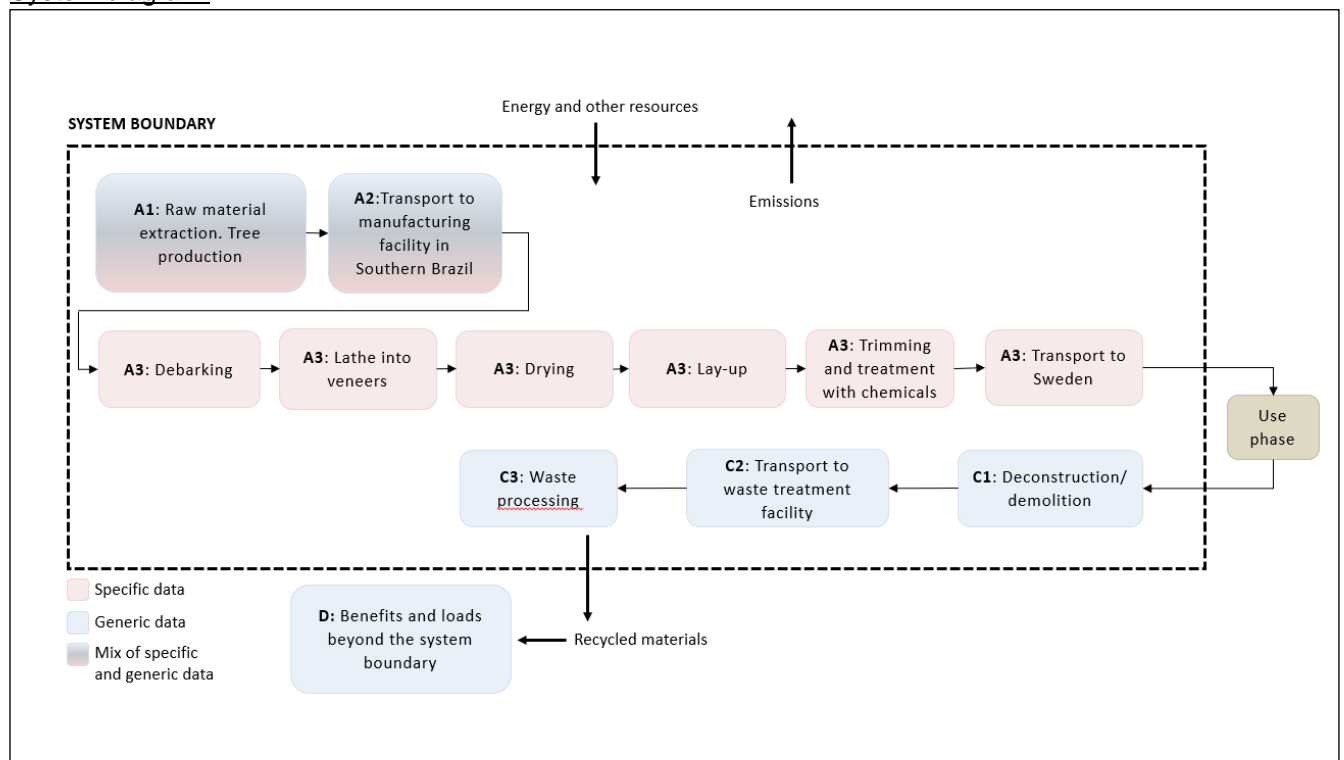 Energy and other resources
SYSTEM BOUNDARY
Emissions
A1: Raw material
extraction. Tree
production
A2:Transport to
manufacturing
facility in
Southern Brazil
A3: Debarking
A3: Lathe into
veneers
A3: Drying
A3: Lay-up
A3: Trimming
and treatment
with chemicals
A3: Transport to
Sweden
Use
phase
C3: Waste
processing
C2: Transport to
waste treatment
facility
C1: Deconstruction/
demolition
Specific data
Generic data
Mix of specific
and generic data
D: Benefits and loads
beyond the system
boundary
Recycled materials